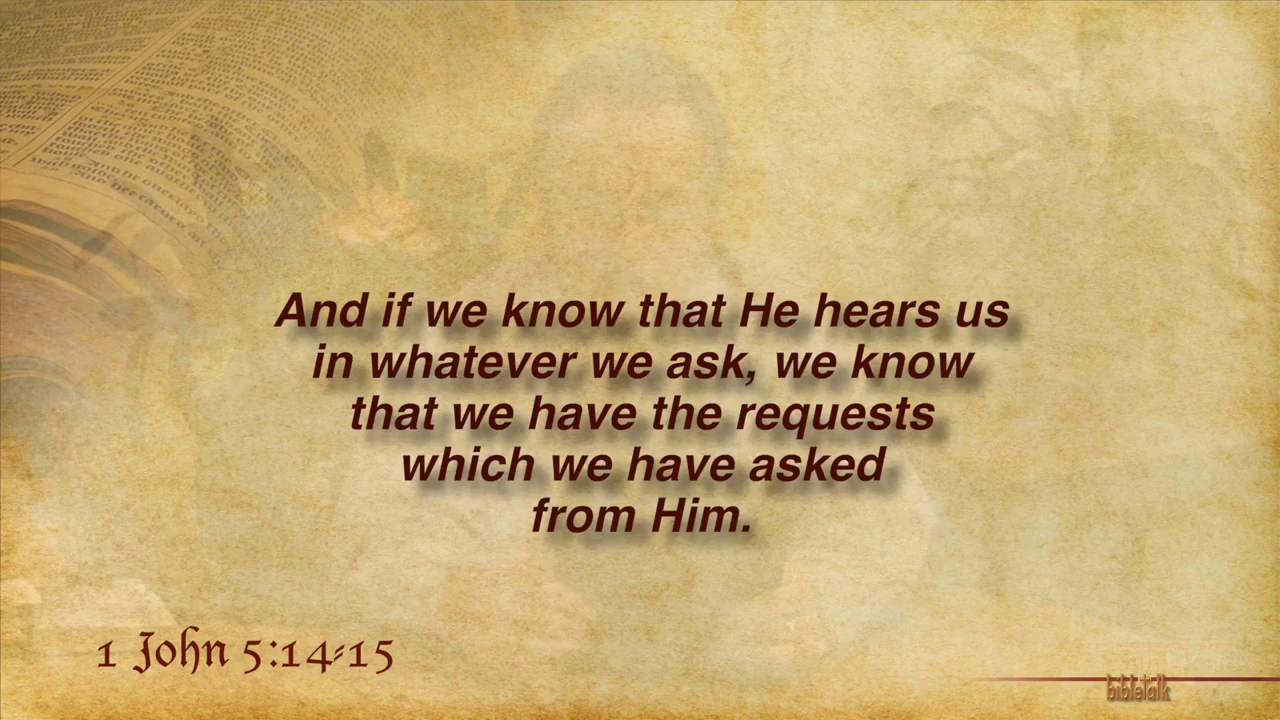 And if we know that He hears us
in whatever we ask, we know
that we have the requests
which we have asked
from Him.
1 John 5:14-15
bibletalk